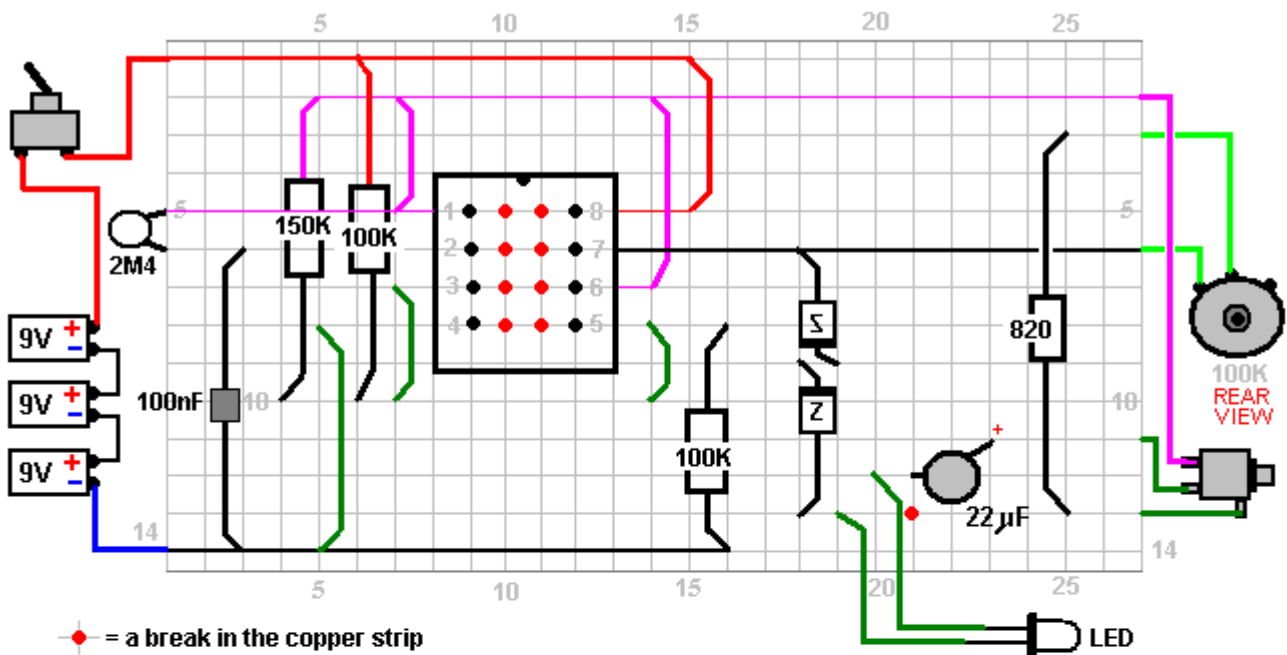 5 10 15 20 25
5 150K 100K 1 8 5
2M4 2 7
3 6
4 5
Z
820
9V + –
100nF 10 100K 10
REAR
VIEW
9V + –
Z
+
9V + –
100K
22 µF
14 14
5 10 15 20 25
= a break in the copper strip
LED